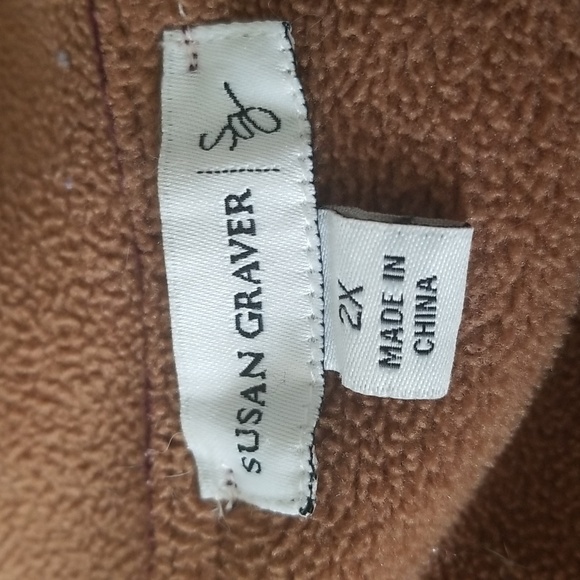 SUSAN GRAVER
2X
MADE IN
CHINA